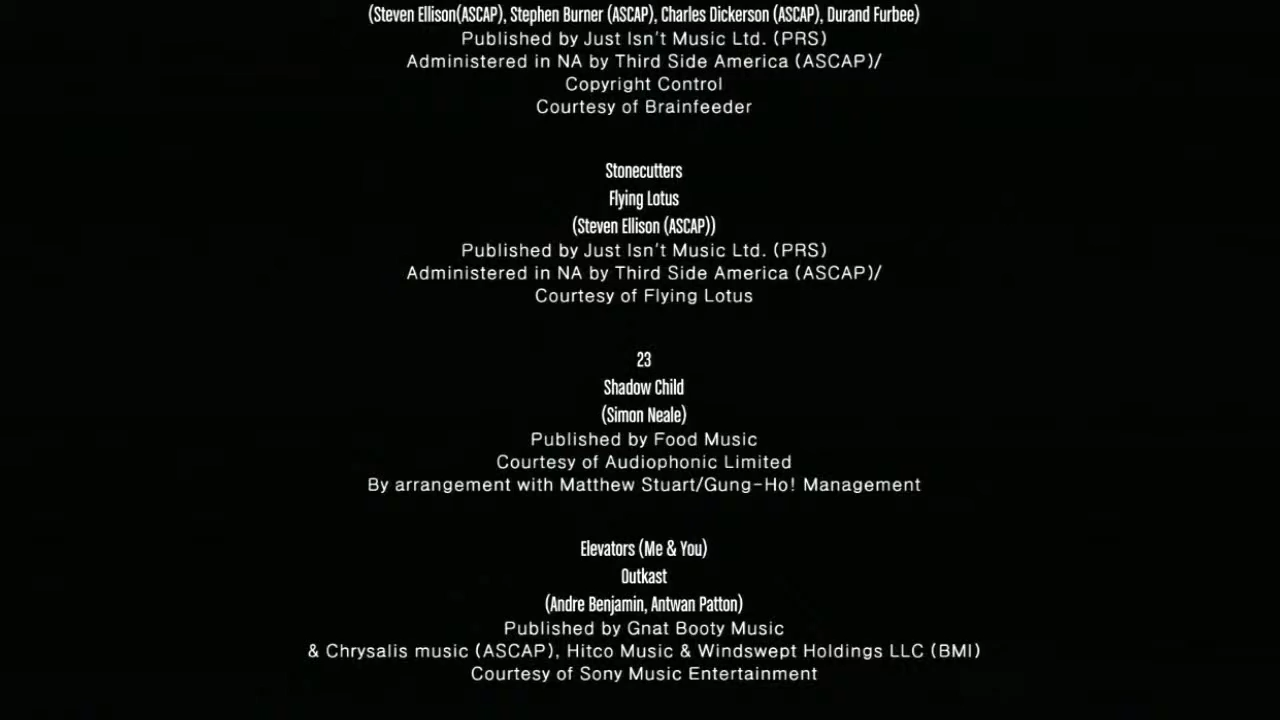 (Steven Ellison(ASCAP), Stephen Burner (ASCAP), Charles Dickerson (ASCAP), Durand Furbee)
Published by Just Isn't Music Ltd. (PRS)
Administered in NA by Third Side America (ASCAP)/
Copyright Control
Courtesy of Brainfeeder
Stonecutters
Flying Lotus
(Steven Ellison (ASCAP))
Published by Just Isn't Music Ltd. (PRS)
Administered in NA by Third Side America (ASCAP)/
Courtesy of Flying Lotus
23
Shadow Child
(Simon Neale)
Published by Food Music
Courtesy of Audiophonic Limited
By arrangement with Matthew Stuart/Gung-Ho! Management
Elevators (Me & You)
Outkast
(Andre Benjamin, Antwan Patton)
Published by Gnat Booty Music
& Chrysalis music (ASCAP), Hitco Music & Windswept Holdings LLC (BMI)
Courtesy of Sony Music Entertainment